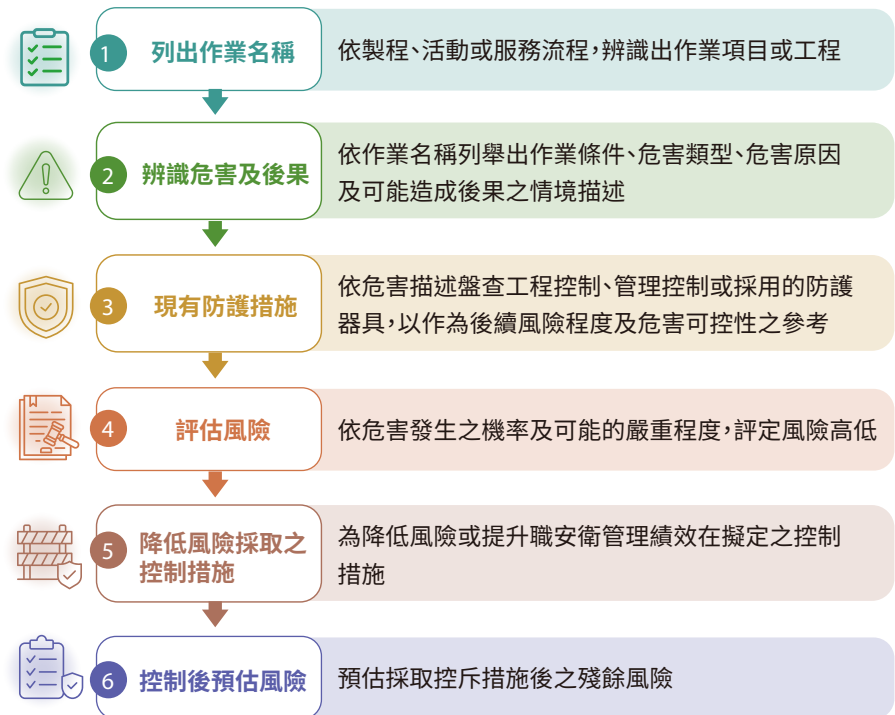 1
列出作業名稱
依製程、活動或服務流程，辨識出作業項目或工程
2
辨識危害及後果
依作業名稱列舉出作業條件、危害類型、危害原因
及可能造成後果之情境描述
3
現有防護措施
依危害描述盤查工程控制、管理控制或採用的防護
器具，以作為後續風險程度及危害可控性之參考
4
評估風險
依危害發生之機率及可能的嚴重程度，評定風險高低
5
降低風險採取之
控制措施
為降低風險或提升職安衛管理績效在擬定之控制
措施
6
控制後預估風險
預估採取控斥措施後之殘餘風險